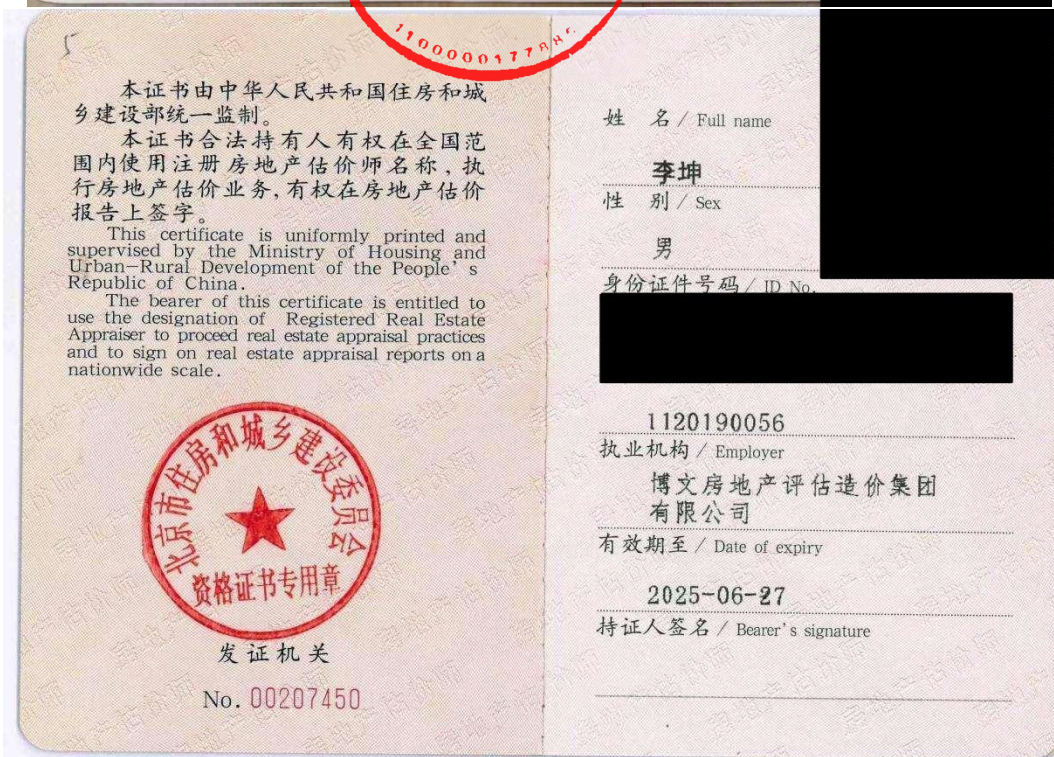 1100000177885
5
本证书由中华人民共和国住房和城
乡建设部统一监制。
本证书合法持有人有权在全国范
围内使用注册房地产估价师名称，执
行房地产估价业务，有权在房地产估价
报告上签字。
This certificate is uniformly printed and
supervised by the Ministry of Housing and
Urban-Rural Development of the People's
Republic of China.
The bearer of this certificate is entitled to
use the designation of Registered Real Estate
Appraiser to proceed real estate appraisal practices
and to sign on real estate appraisal reports on a
nationwide scale.
北京市住房和城乡建设委员会
资格证书专用章
发证机关
No. 00207450
姓 名 / Full name
李坤
性 别 / Sex
男
身份证件号码 / ID No.
1120190056
执业机构 / Employer
博文房地产评估造价集团
有限公司
有效期至 / Date of expiry
2025-06-27
持证人签名 / Bearer's signature